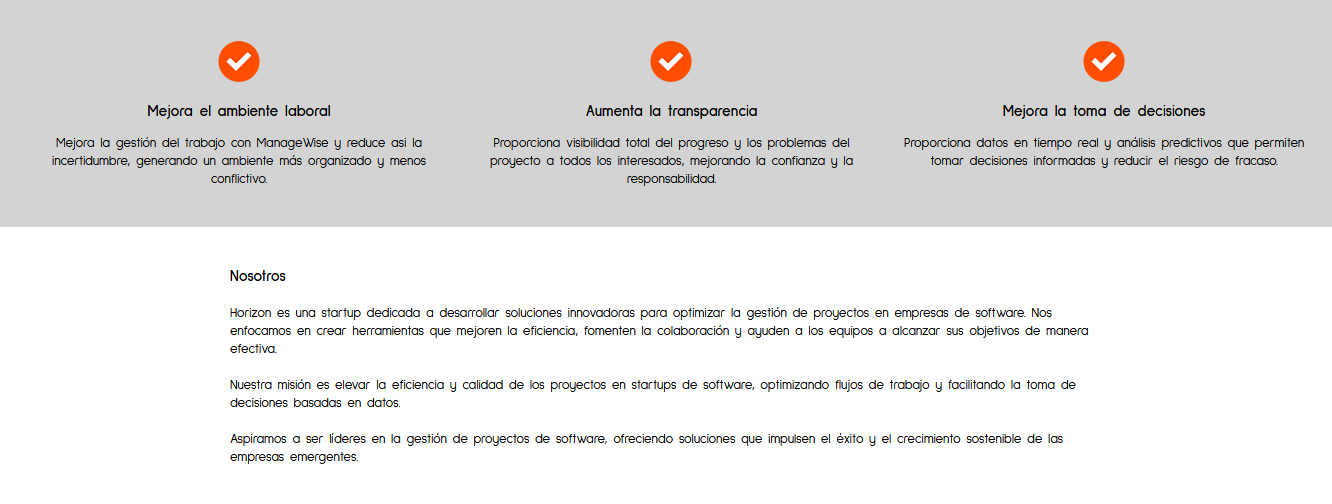 Mejora el ambiente laboral
Mejora la gestión del trabajo con ManageWise y reduce asi la
incertidumbre, generando un ambiente más organizado y menos
conflictivo.
Aumenta la transparencia
Proporciona visibilidad total del progreso y los problemas del
proyecto a todos los interesados, mejorando la confianza y la
responsabilidad.
Mejora la toma de decisiones
Proporciona datos en tiempo real y análisis predictivos que permiten
tomar decisiones informadas y reducir el riesgo de fracaso.
Nosotros
Horizon es una startup dedicada a desarrollar soluciones innovadoras para optimizar la gestión de proyectos en empresas de software. Nos
enfocamos en crear herramientas que mejoren la eficiencia, fomenten la colaboración y ayuden a los equipos a alcanzar sus objetivos de manera
efectiva.
Nuestra misión es elevar la eficiencia y calidad de los proyectos en startups de software, optimizando flujos de trabajo y facilitando la toma de
decisiones basadas en datos.
Aspiramos a ser líderes en la gestión de proyectos de software, ofreciendo soluciones que impulsen el éxito y el crecimiento sostenible de las
empresas emergentes.